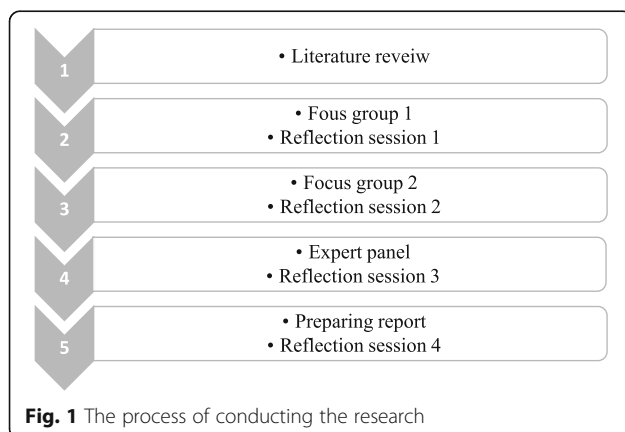 1
• Literature reveiw
2
• Fous group 1
• Reflection session 1
3
• Focus group 2
• Reflection session 2
4
• Expert panel
• Reflection session 3
5
• Preparing report
• Reflection session 4
Fig. 1 The process of conducting the research